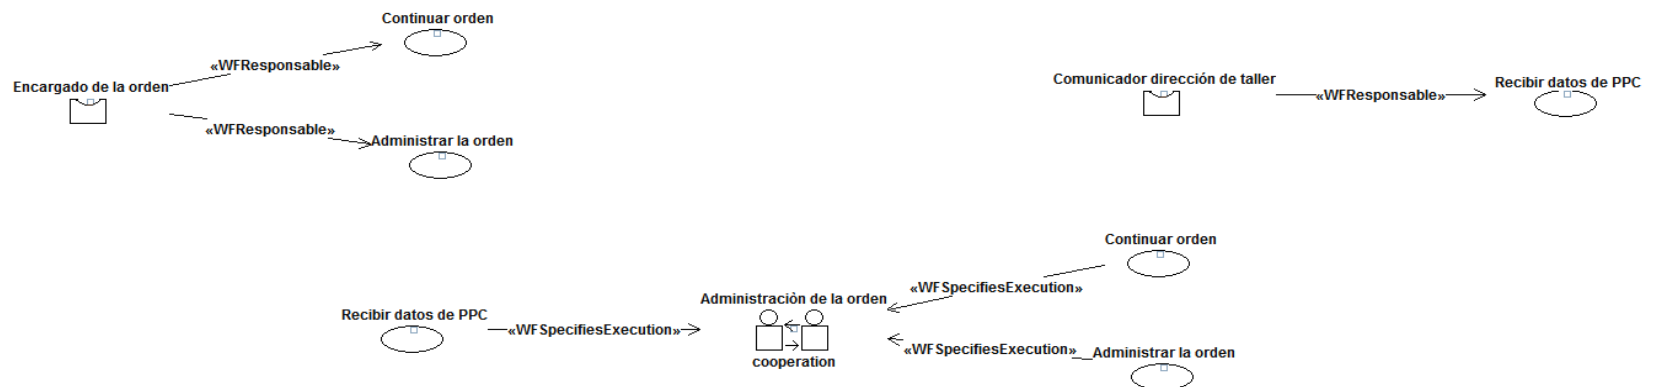 Continuar orden
«WFResponsable»
Encargado de la orden
«WFResponsable»
Administrar la orden
Comunicador dirección de taller
«WFResponsable»
Recibir datos de PPC
Continuar orden
«WFSpecifiesExecution»
Administraciòn de la orden
Recibir datos de PPC
«WFSpecifiesExecution»
«WFSpecifiesExecution»
Administrar la orden
cooperation